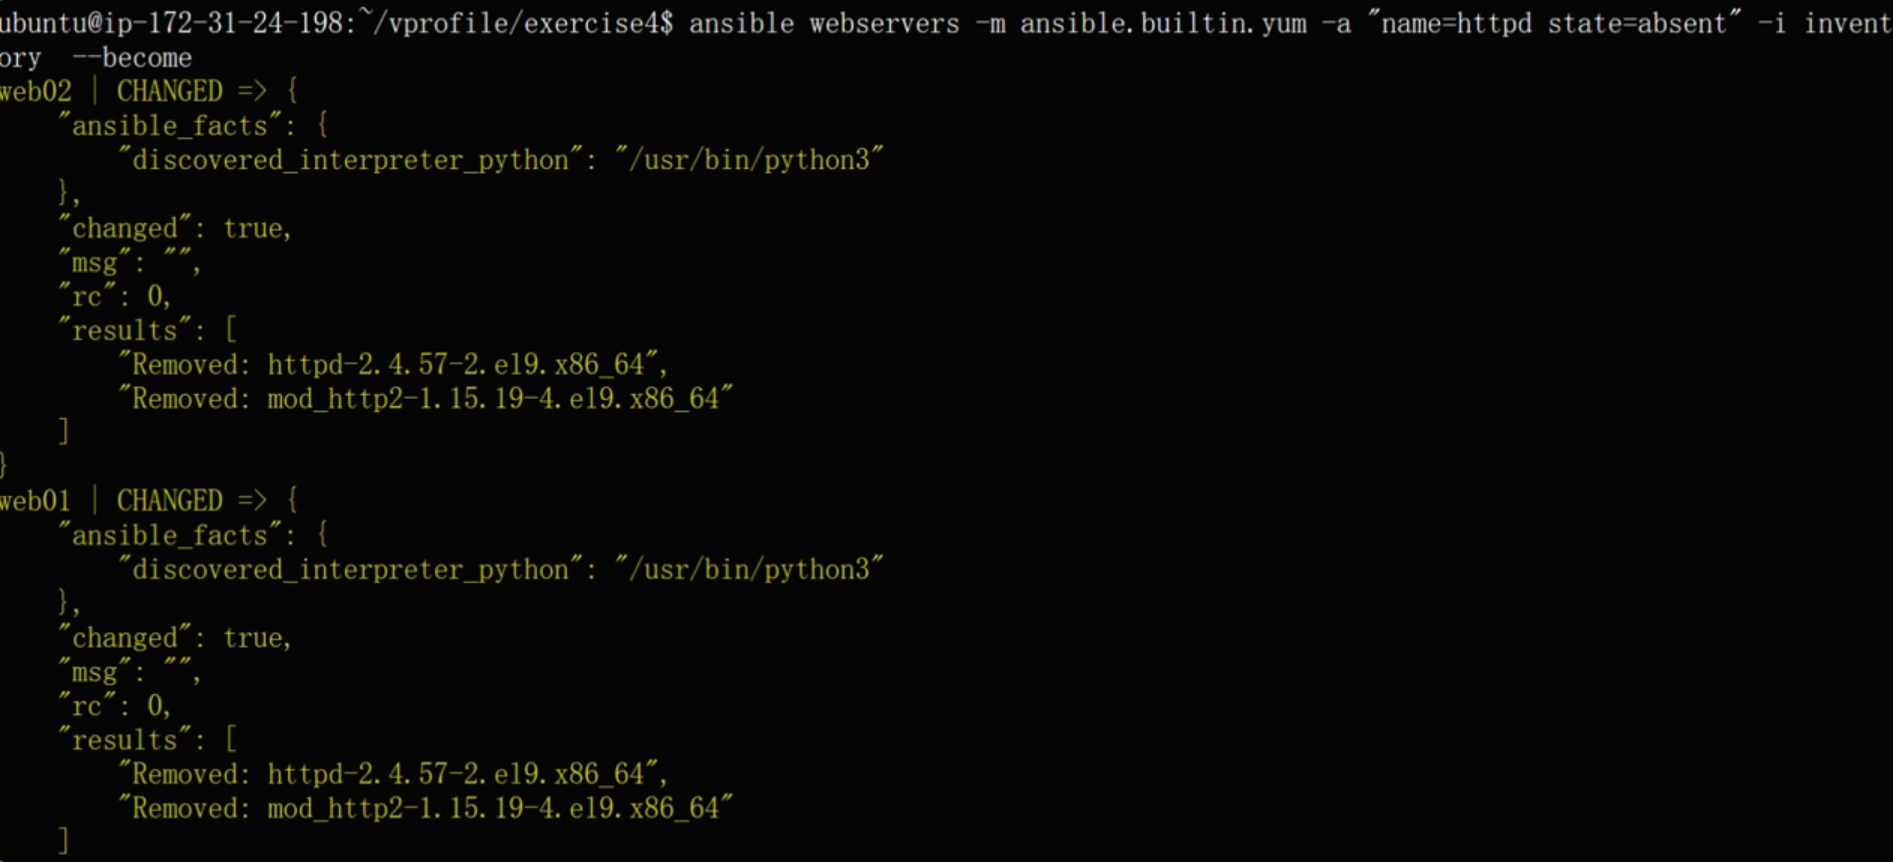 ubuntu@ip-172-31-24-198:~/vprofile/exercise4$ ansible webservers -m ansible.builtin.yum -a "name=httpd state=absent" -i invent
ory  --become
web02 | CHANGED => {
    "ansible_facts": {
        "discovered_interpreter_python": "/usr/bin/python3"
    },
    "changed": true,
    "msg": "",
    "rc": 0,
    "results": [
        "Removed: httpd-2.4.57-2.el9.x86_64",
        "Removed: mod_http2-1.15.19-4.el9.x86_64"
    ]
}
web01 | CHANGED => {
    "ansible_facts": {
        "discovered_interpreter_python": "/usr/bin/python3"
    },
    "changed": true,
    "msg": "",
    "rc": 0,
    "results": [
        "Removed: httpd-2.4.57-2.el9.x86_64",
        "Removed: mod_http2-1.15.19-4.el9.x86_64"
    ]